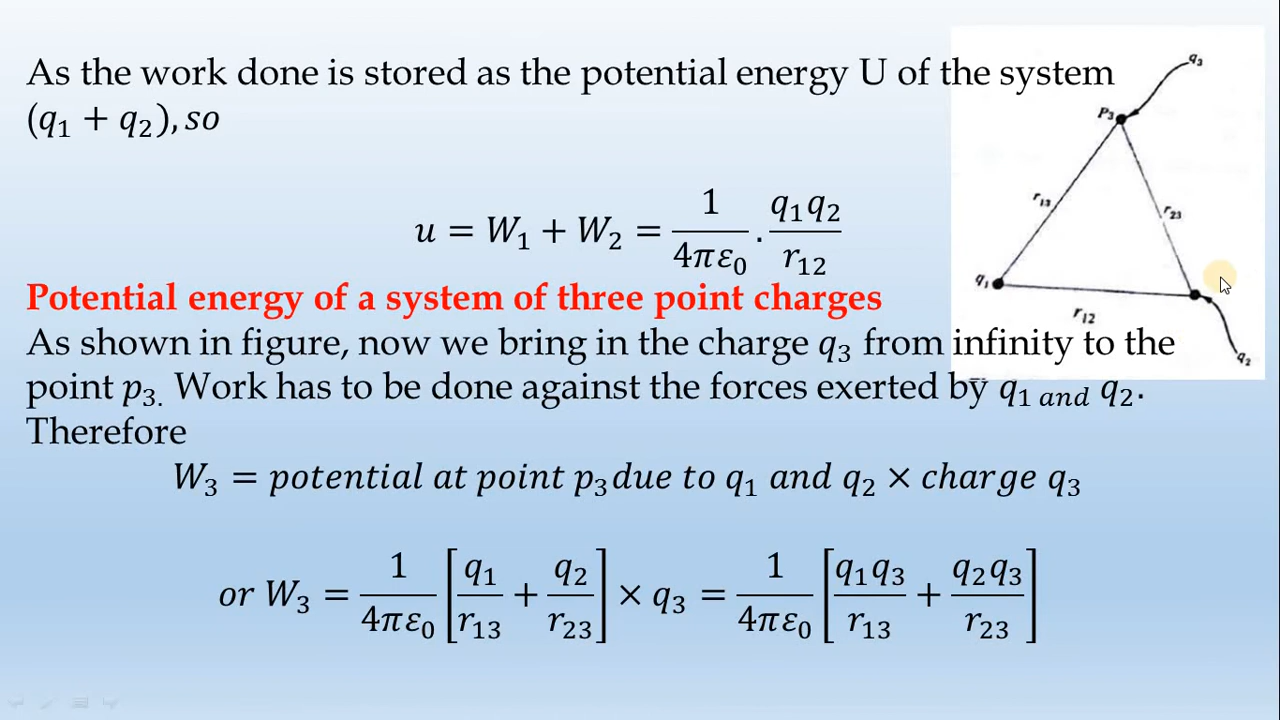 As the work done is stored as the potential energy U of the system
(q₁ + q₂), so
u = W₁ + W₂ = 1/4πε₀ . q₁q₂/r₁₂
Potential energy of a system of three point charges
As shown in figure, now we bring in the charge q₃ from infinity to the
point p₃. Work has to be done against the forces exerted by q₁ and q₂.
Therefore
W₃ = potential at point p₃ due to q₁ and q₂ × charge q₃
or W₃ = 1/4πε₀ [q₁/r₁₃ + q₂/r₂₃] × q₃ = 1/4πε₀ [q₁q₃/r₁₃ + q₂q₃/r₂₃]
q₃
P₃
r₁₃
r₂₃
q₁
r₁₂
q₂